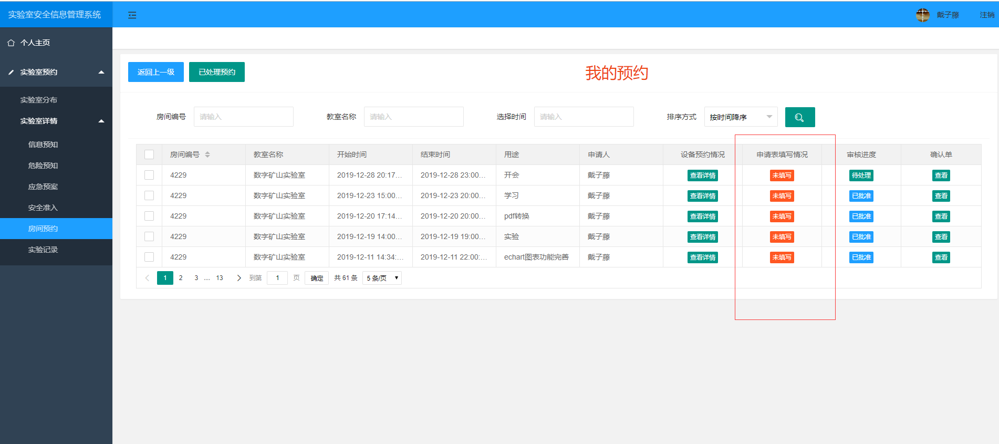 实验室安全信息管理系统
戴子藤
注销
个人主页
实验室预约
实验室分布
实验室详情
信息预知
危险预知
应急预案
安全准入
房间预约
实验记录
返回上一级
已处理预约
我的预约
房间编号 请输入 教室名称 请输入 选择时间 请输入 排序方式 按时间降序
房间编号 教室名称 开始时间 结束时间 用途 申请人 设备预约情况 申请表填写情况 审核进度 确认单
4229 数字矿山实验室 2019-12-28 20:17... 2019-12-28 23:00... 开会 戴子藤 查看详情 未填写 待处理 查看
4229 数字矿山实验室 2019-12-23 15:00... 2019-12-23 20:00... 学习 戴子藤 查看详情 未填写 已批准 查看
4229 数字矿山实验室 2019-12-20 17:14... 2019-12-20 20:00... pdf转换 戴子藤 查看详情 未填写 已批准 查看
4229 数字矿山实验室 2019-12-19 14:00... 2019-12-19 19:00... 实验 戴子藤 查看详情 未填写 已批准 查看
4229 数字矿山实验室 2019-12-11 14:34:... 2019-12-11 22:00:... echart图表功能完善 戴子藤 查看详情 未填写 已批准 查看
1 2 3 ... 13 到第 1 页 确定 共 61 条 5 条/页